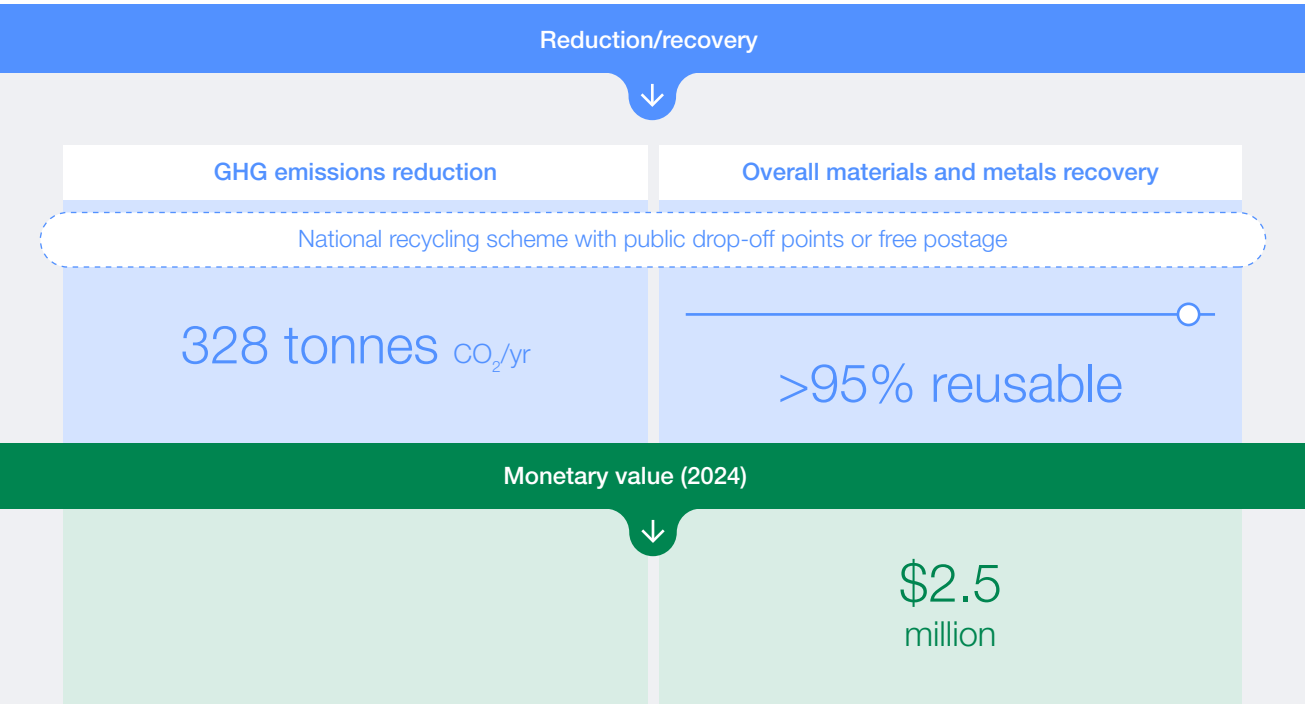 Reduction/recovery
GHG emissions reduction
Overall materials and metals recovery
National recycling scheme with public drop-off points or free postage
328 tonnes CO₂/yr
>95% reusable
Monetary value (2024)
$2.5
million